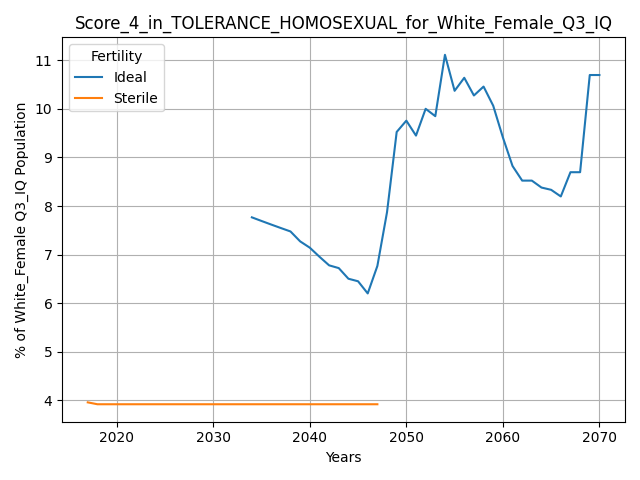 Score_4_in_TOLERANCE_HOMOSEXUAL_for_White_Female_Q3_IQ
Fertility
Ideal
Sterile
% of White_Female Q3_IQ Population
11
10
9
8
7
6
5
4
2020 2030 2040 2050 2060 2070
Years